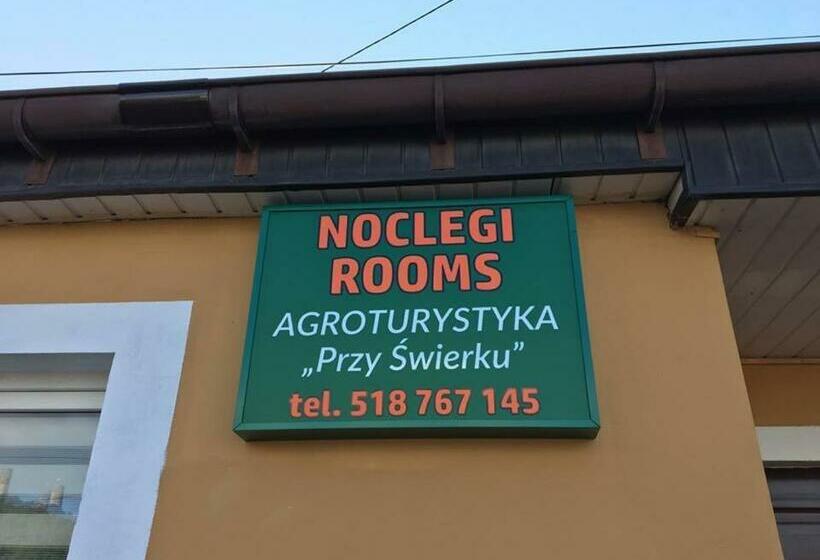 NOCLEGI
ROOMS
AGROTURYSTYKA
„Przy Świerku”
tel. 518 767 145